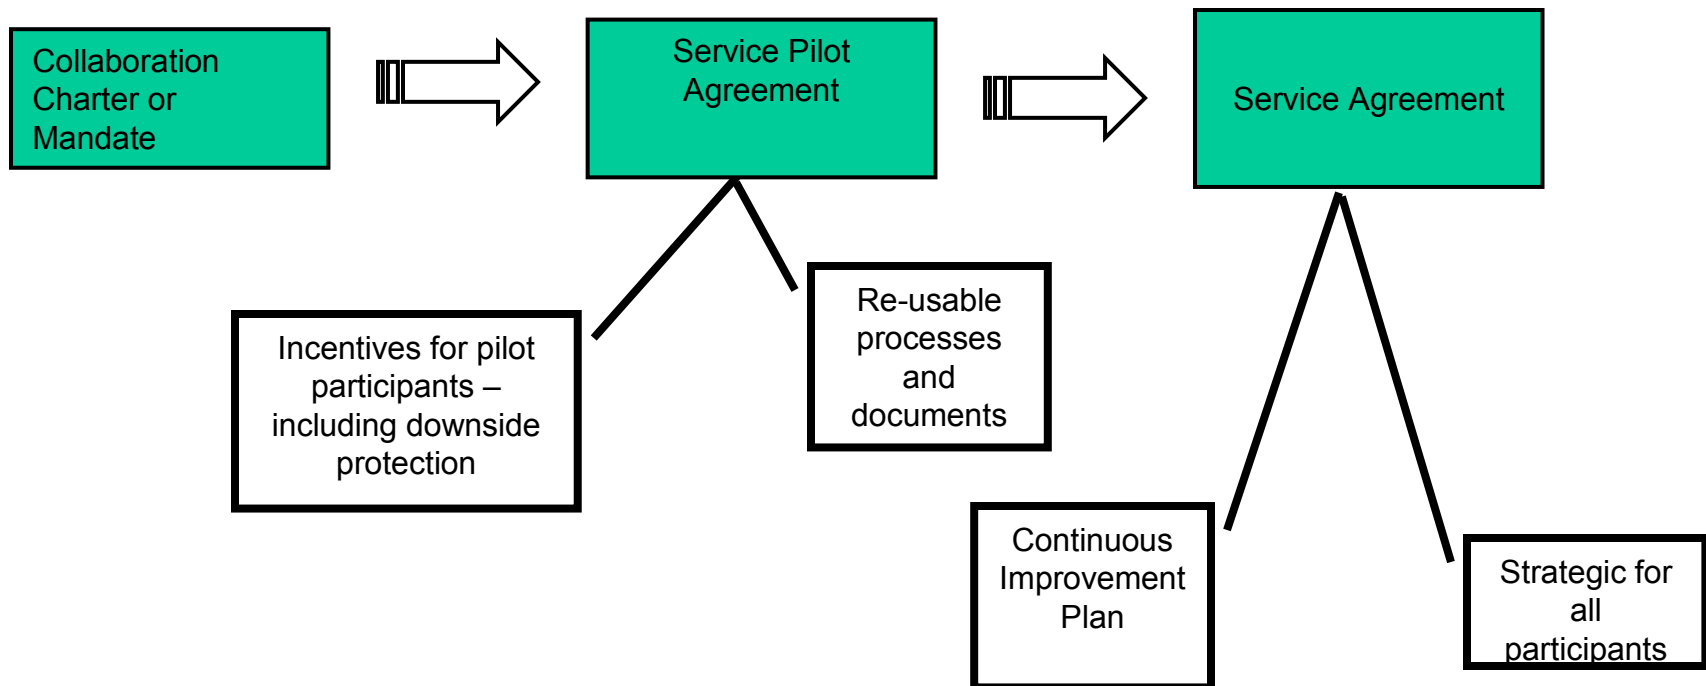 Collaboration
Charter or
Mandate
Service Pilot
Agreement
Service Agreement
Incentives for pilot
participants –
including downside
protection
Re-usable
processes
and
documents
Continuous
Improvement
Plan
Strategic for
all
participants